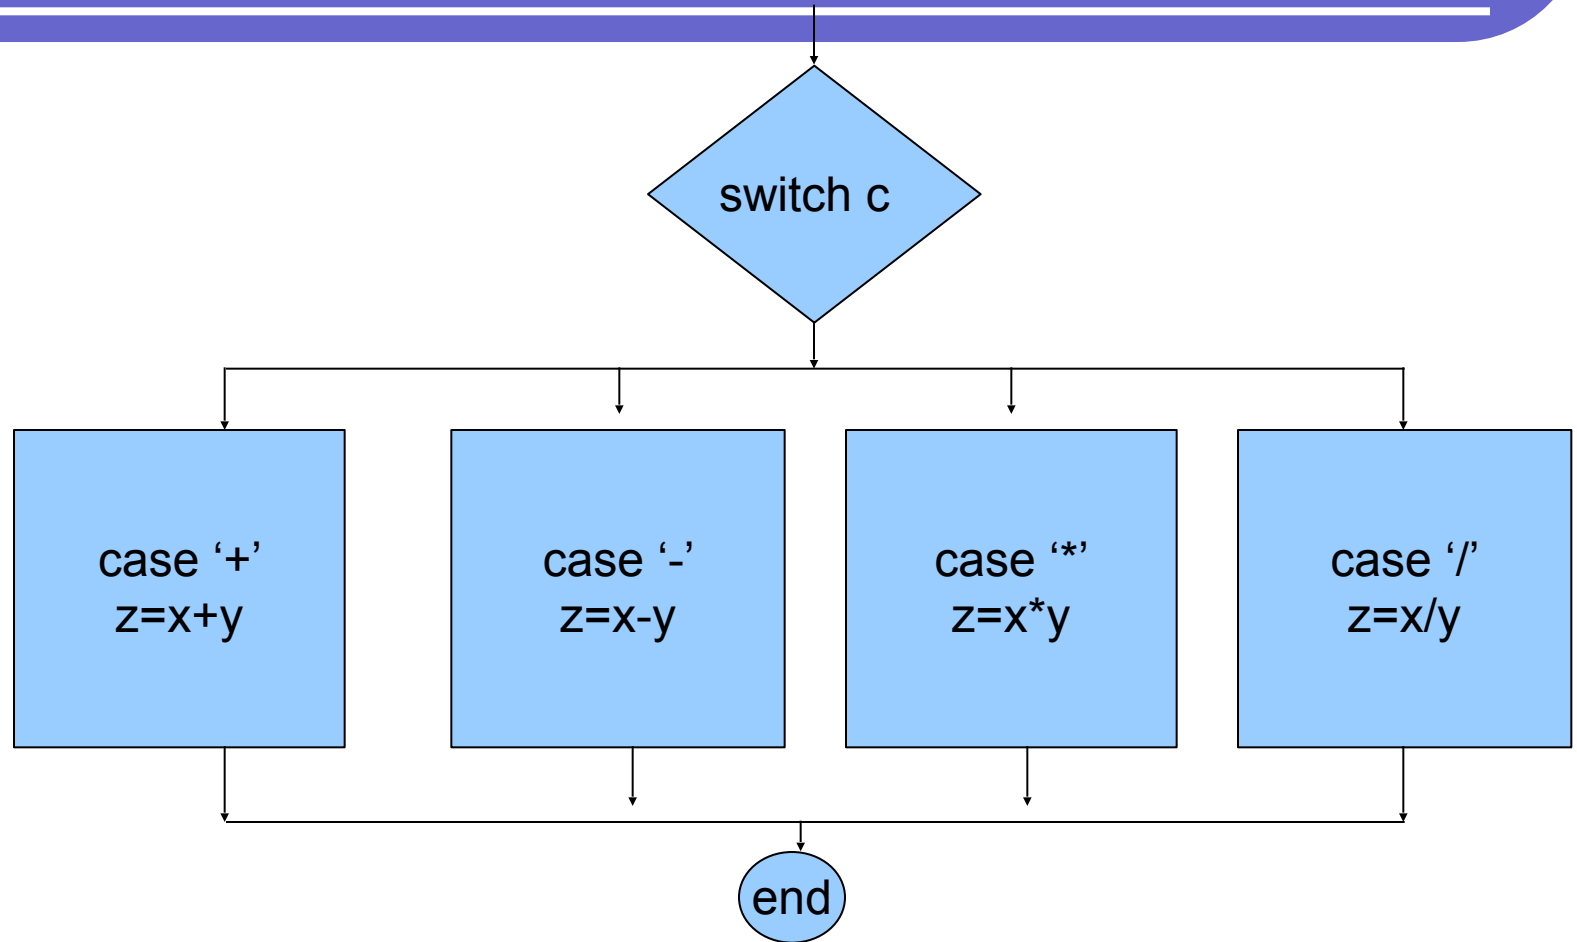 switch c
case ‘+’
z=x+y
case ‘-’
z=x-y
case ‘*’
z=x*y
case ‘/’
z=x/y
end